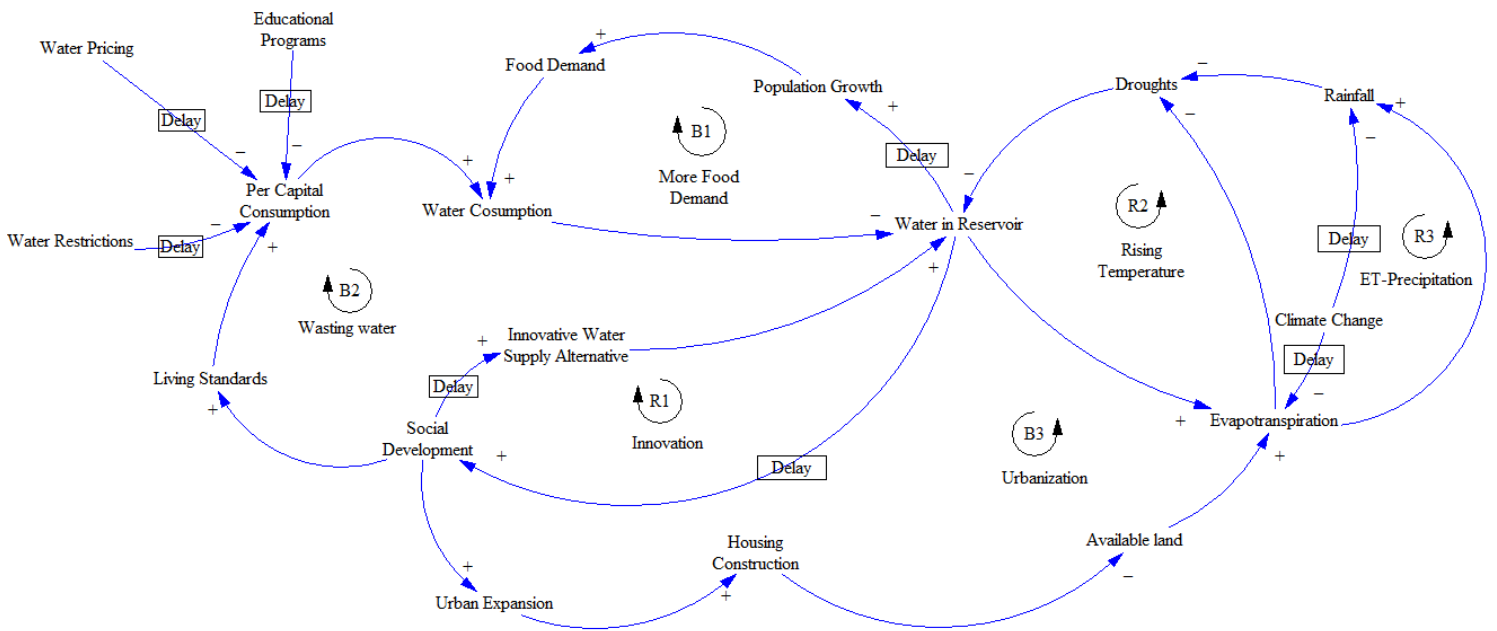 Educational
Programs
Water Pricing
Delay
Delay
−
−
Per Capital
Consumption
Water Restrictions
Delay
−
+
+
Food Demand
+
+
Water Cosumption
Population Growth
+
Delay
B1
More Food
Demand
−
Water in Reservoir
−
+
Droughts
−
−
Rainfall
+
−
R2
Rising
Temperature
Delay
R3
ET-Precipitation
Climate Change
Delay
−
Evapotranspiration
+
+
B2
Wasting water
Living Standards
+
Innovative Water
Supply Alternative
+
Delay
R1
Innovation
Social
Development
+
Delay
B3
Urbanization
Available land
−
Housing
Construction
+
+
Urban Expansion